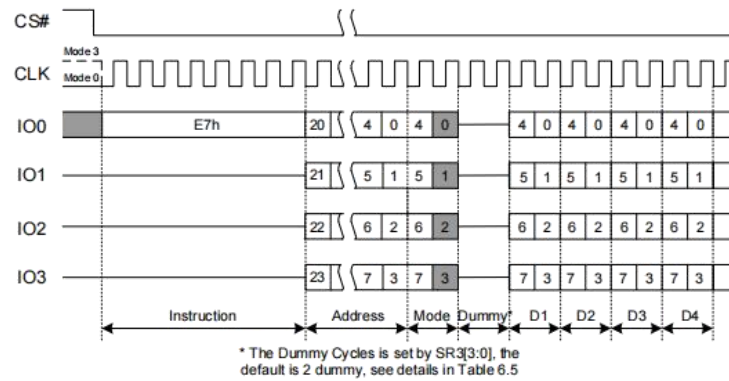 CS#
Mode 3
CLK
Mode 0
IO0 E7h 20 4 0 4 0 4 0 4 0 4 0 4 0
IO1 21 5 1 5 1 5 1 5 1 5 1 5 1
IO2 22 6 2 6 2 6 2 6 2 6 2 6 2
IO3 23 7 3 7 3 7 3 7 3 7 3 7 3
Instruction Address Mode Dummy* D1 D2 D3 D4
* The Dummy Cycles is set by SR3[3:0], the
default is 2 dummy, see details in Table 6.5